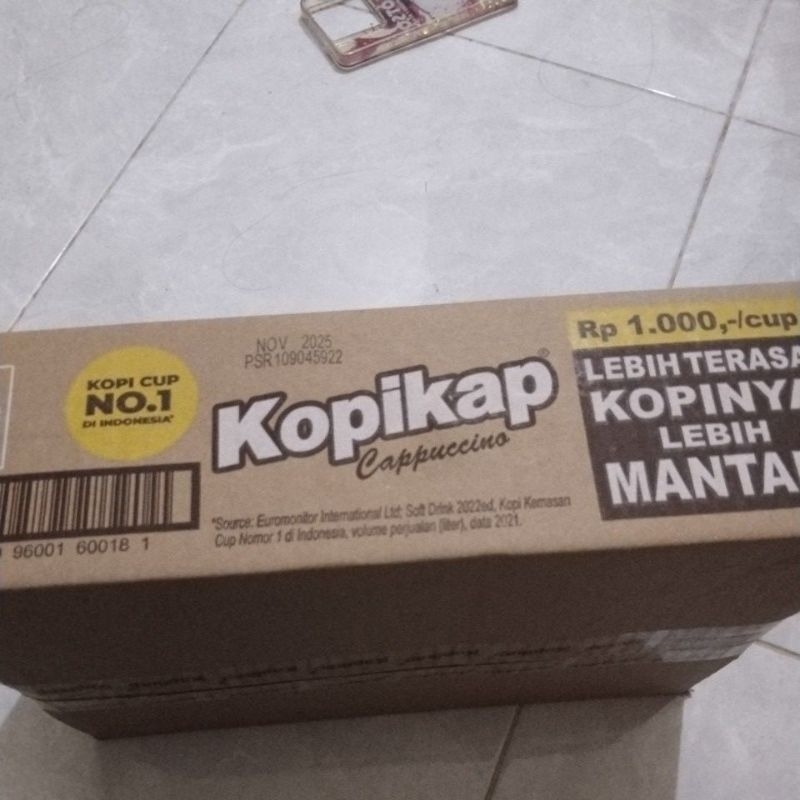 NOV 2025
PSR109045922
KOPI CUP
NO.1
DI INDONESIA*
Kopikap®
Cappuccino
Rp 1.000,-/cup
LEBIH TERASA
KOPINYA
LEBIH
MANTA
96001 60018 1
*Source: Euromonitor International Ltd; Soft Drink 2022ed, Kopi Kemasan
Cup Nomor 1 di Indonesia, volume penjualan [liter], data 2021.